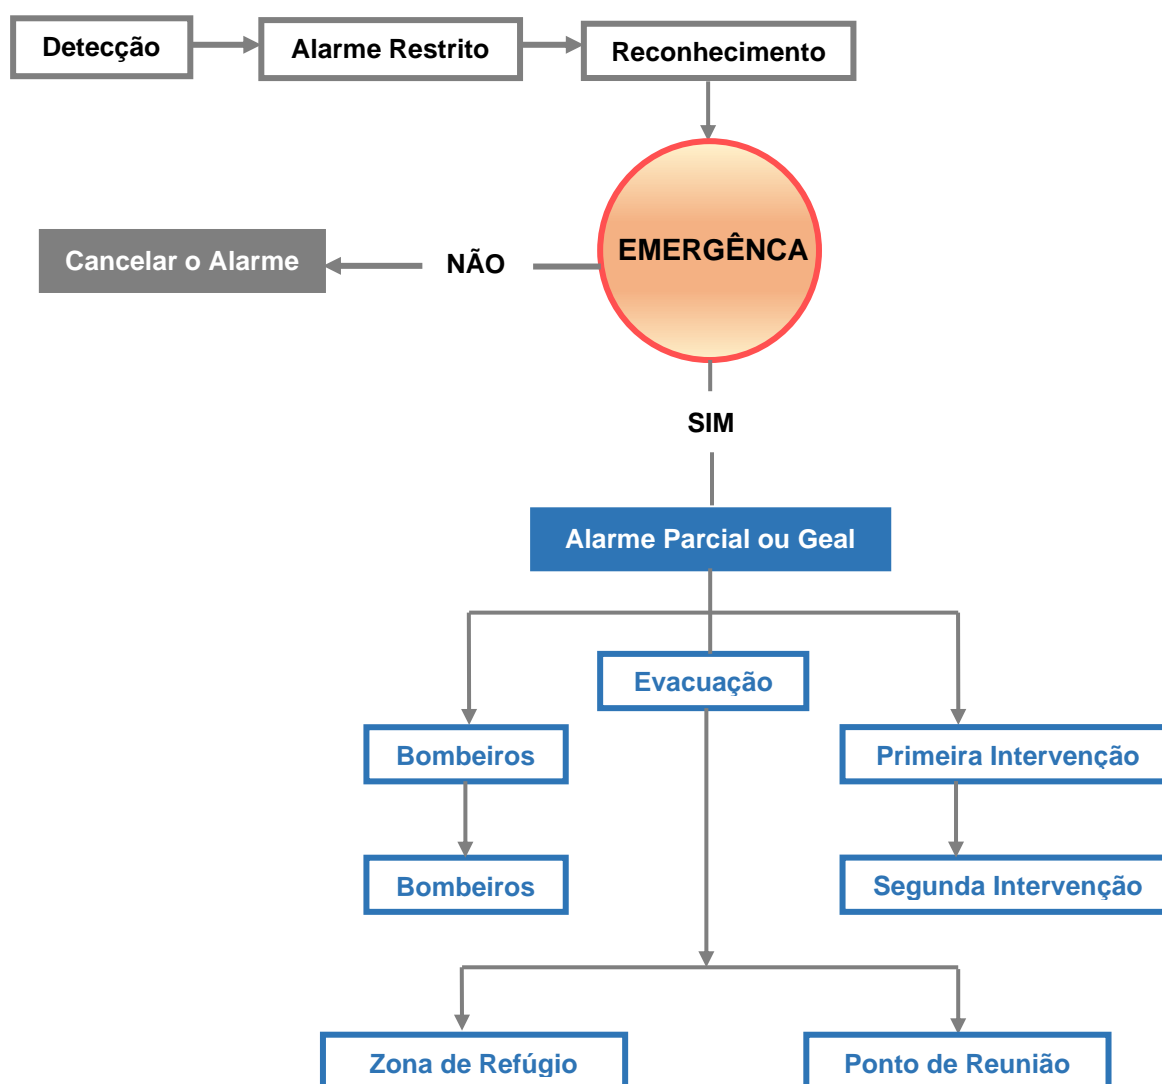 Detecção
Alarme Restrito
Reconhecimento
EMERGÊNCA
Cancelar o Alarme
NÃO
SIM
Alarme Parcial ou Geal
Evacuação
Bombeiros
Primeira Intervenção
Bombeiros
Segunda Intervenção
Zona de Refúgio
Ponto de Reunião